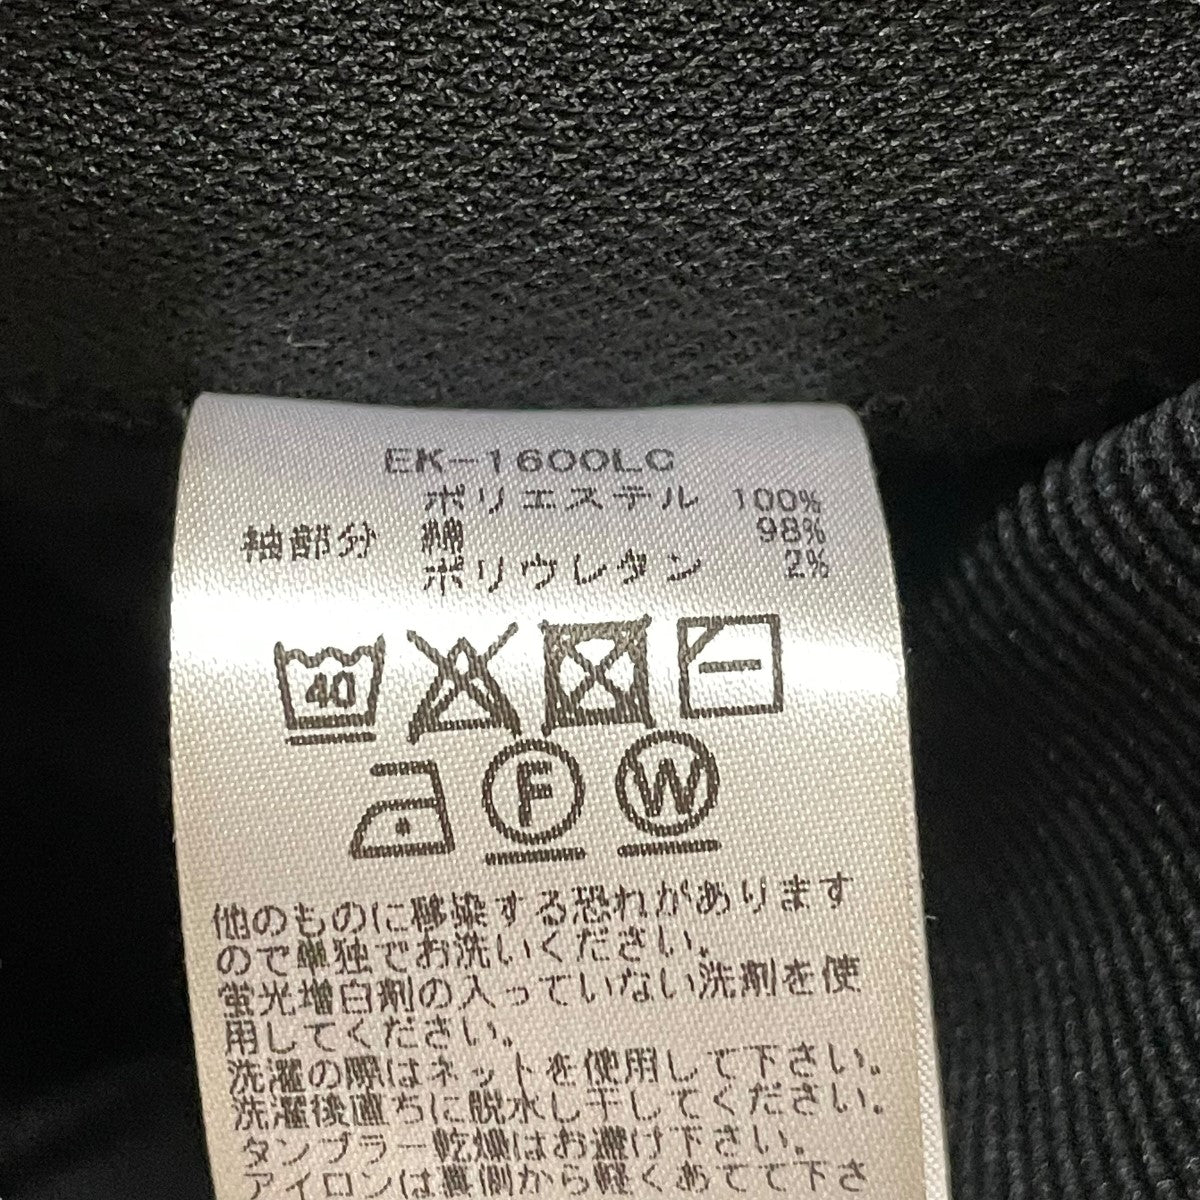 EK-1600LC
ポリエステル 100%
袖部分 綿 98%
ポリウレタン 2%
40
F W
他のものに移染する恐れがあります
ので単独でお洗いください。
蛍光増白剤の入っていない洗剤を使
用してください。
洗濯の際はネットを使用して下さい。
洗濯後直ちに脱水し干してください。
タンブラー乾燥はお避け下さい。
アイロンは裏側から軽くあてて下さ